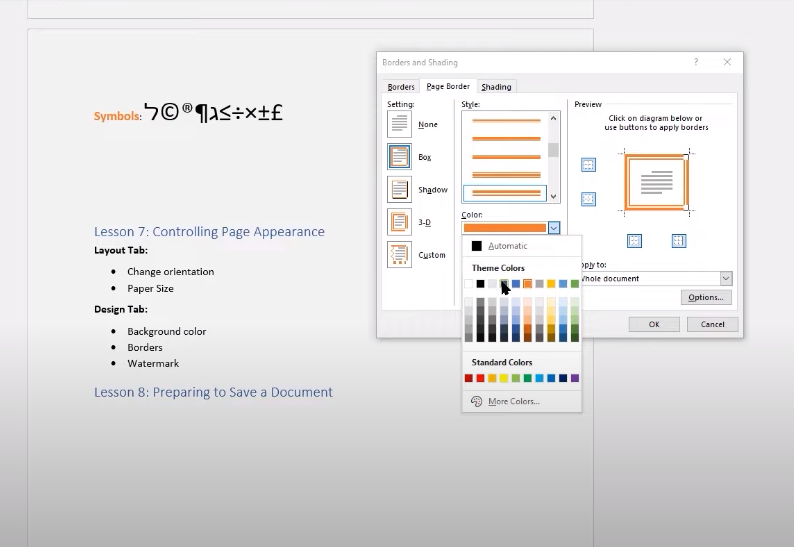 Symbols: ל©®¶ג≤÷×±£
Lesson 7: Controlling Page Appearance
Layout Tab:
• Change orientation
• Paper Size
Design Tab:
• Background color
• Borders
• Watermark
Lesson 8: Preparing to Save a Document
Borders and Shading ? ×
Borders Page Border Shading
Setting:
None
Box
Shadow
3-D
Custom
Style:
Color:
Automatic
Theme Colors
Standard Colors
More Colors...
Preview
Click on diagram below or
use buttons to apply borders
pply to:
hole document
Options...
OK Cancel